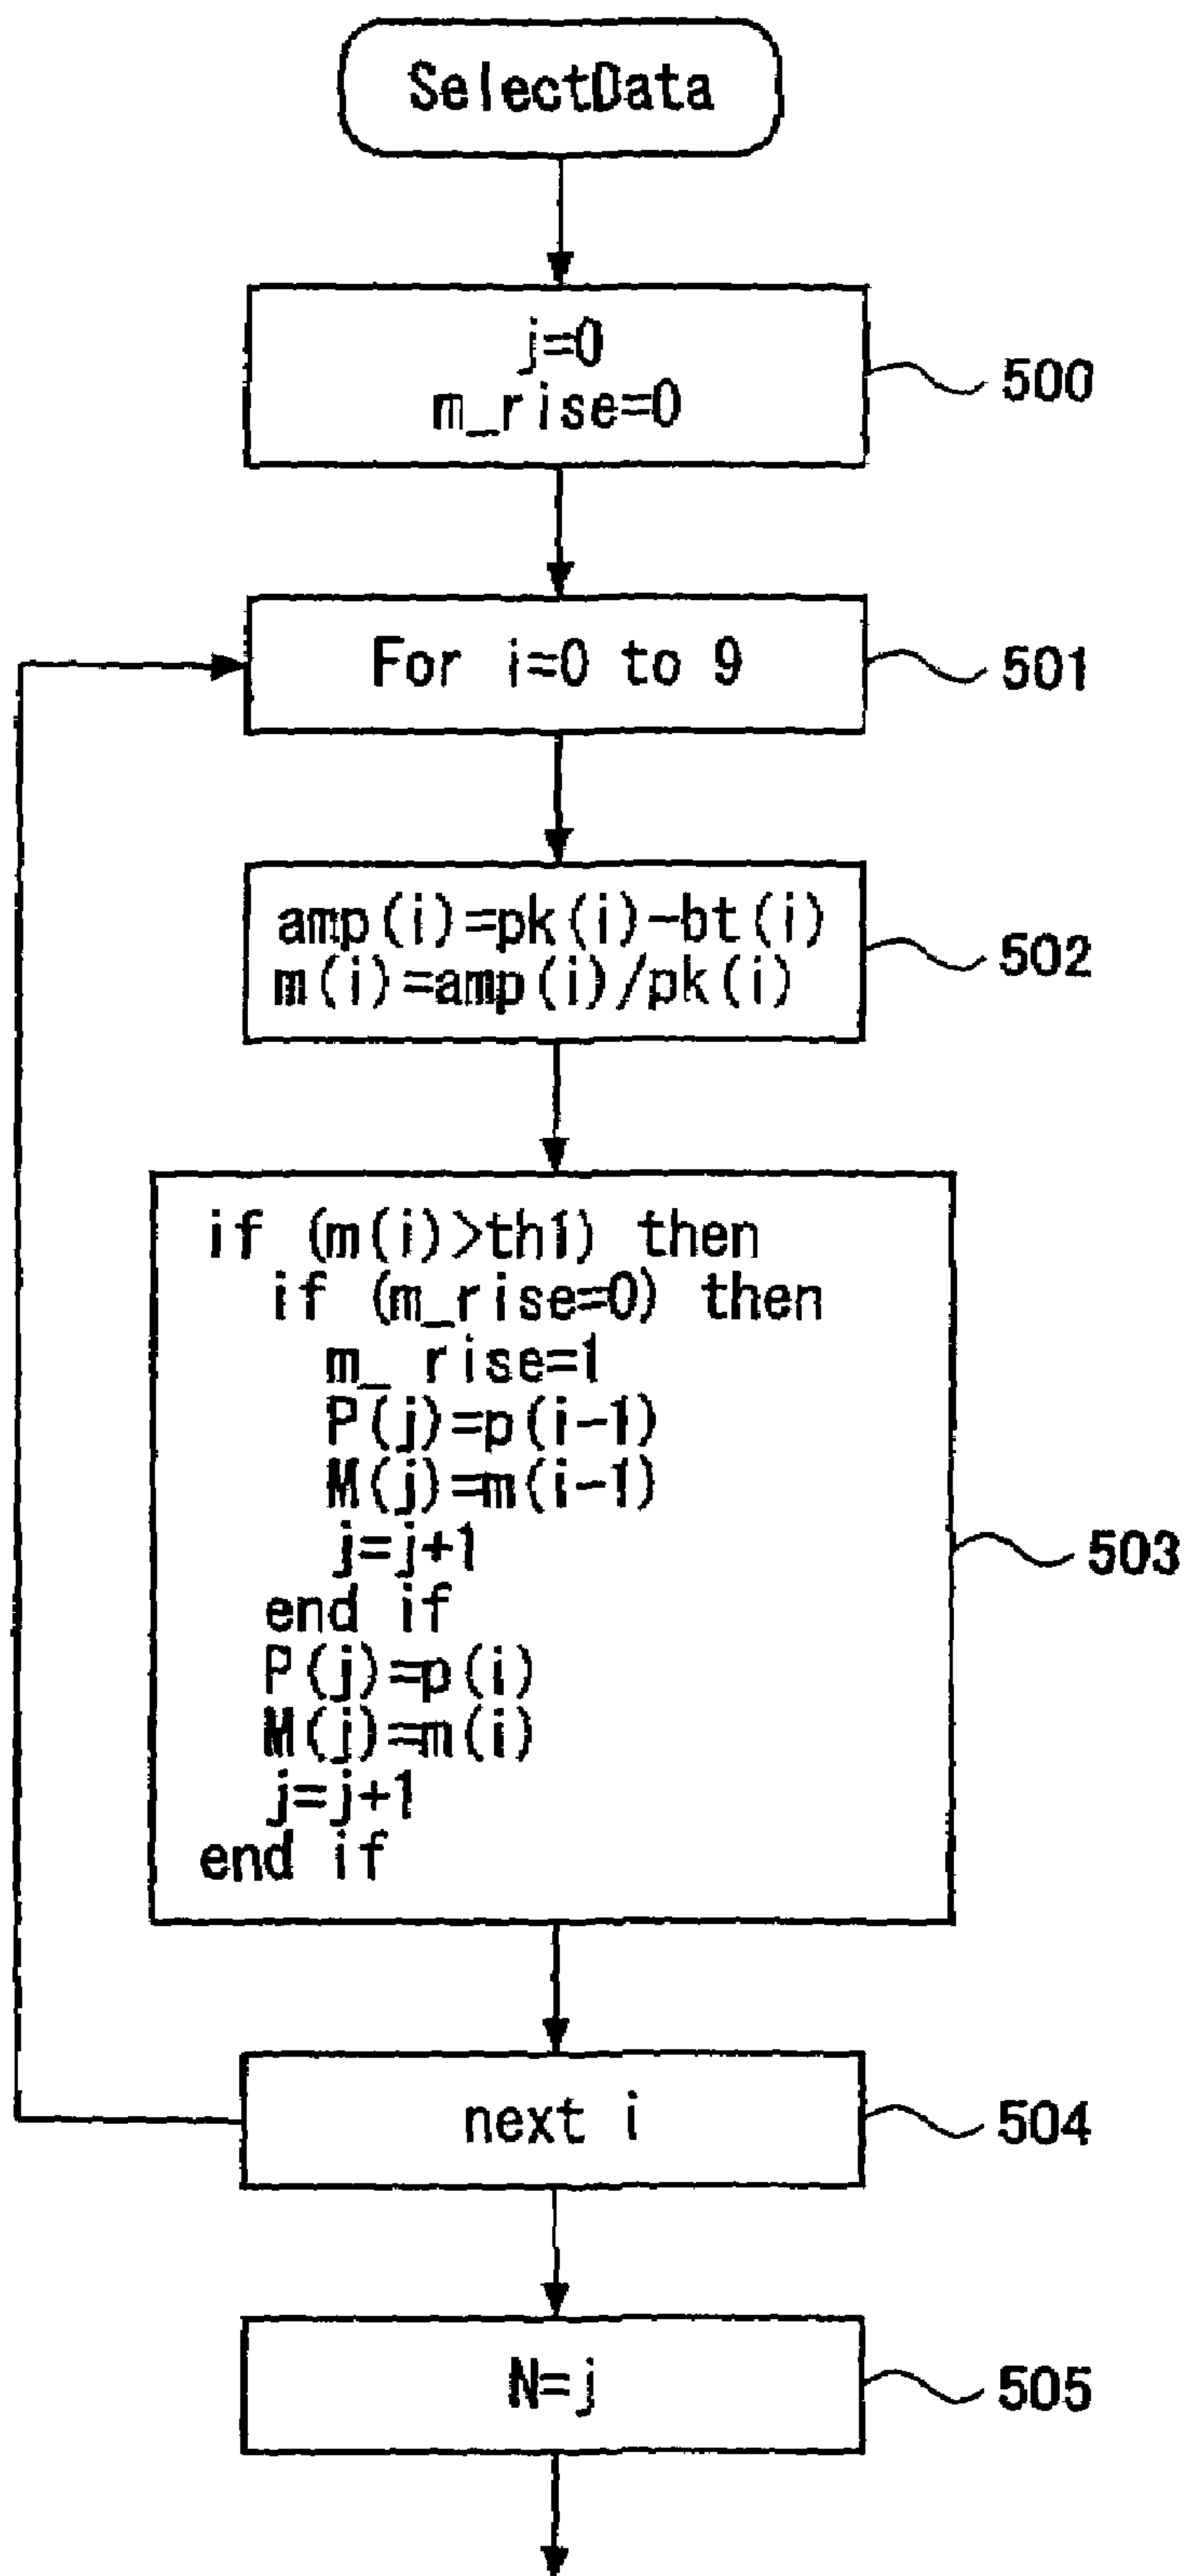 SelectData
j=0
m_rise=0
500
For i=0 to 9
501
amp(i)=pk(i)-bt(i)
m(i)=amp(i)/pk(i)
502
if (m(i)>th1) then
if (m_rise=0) then
m_ rise=1
P(j)=p(i-1)
M(j)=m(i-1)
j=j+1
end if
P(j)=p(i)
M(j)=m(i)
j=j+1
end if
503
next i
504
N=j
505